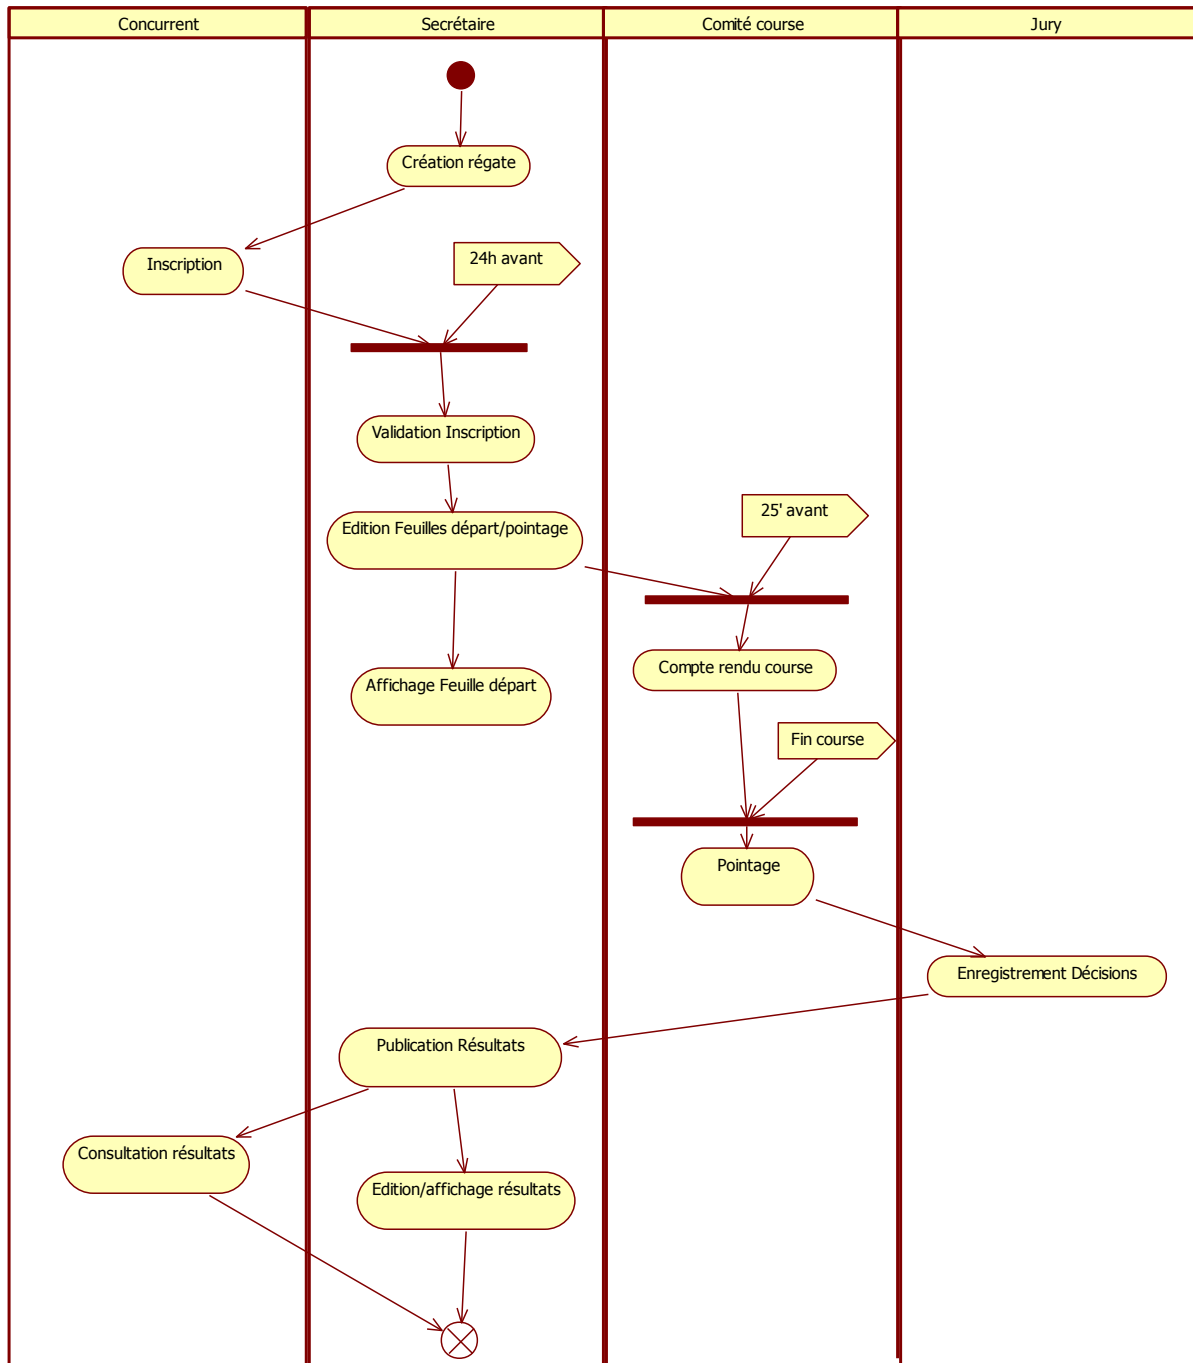 Concurrent
Secrétaire
Comité course
Jury
Création régate
Inscription
24h avant
Validation Inscription
Edition Feuilles départ/pointage
25' avant
Compte rendu course
Affichage Feuille départ
Fin course
Pointage
Enregistrement Décisions
Publication Résultats
Consultation résultats
Edition/affichage résultats